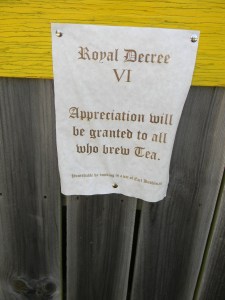 Royal Decree
VI
Appreciation will
be granted to all
who brew Tea.